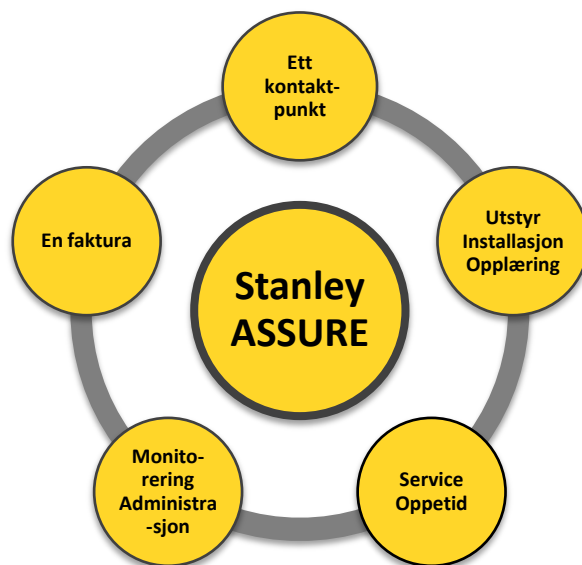 Ett
kontakt-
punkt
En faktura
Utstyr
Installasjon
Opplæring
Stanley
ASSURE
Monito-
rering
Administra
-sjon
Service
Oppetid